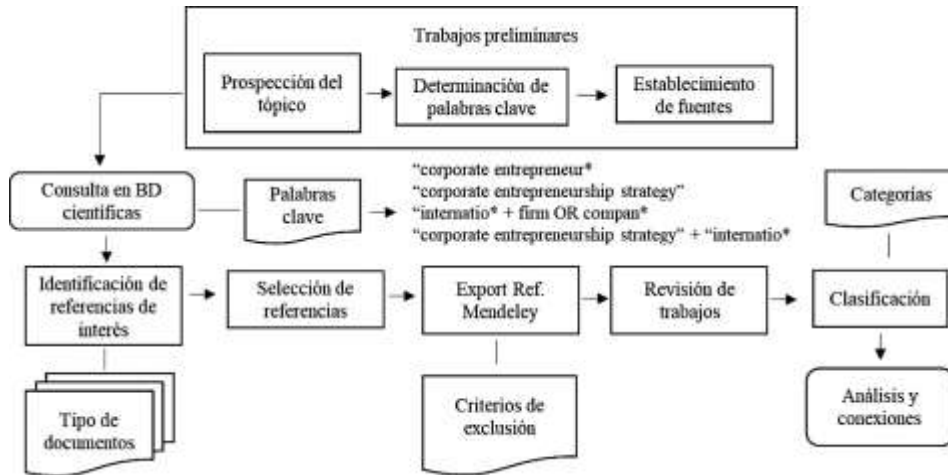 Trabajos preliminares
Prospección del
tópico
Determinación de
palabras clave
Establecimiento
de fuentes
Consulta en BD
científicas
Palabras
clave
“corporate entrepreneur*
“corporate entrepreneurship strategy”
“internatio* + firm OR compan*
“corporate entrepreneurship strategy” + “internatio*
Categorías
Identificación de
referencias de
interés
Selección de
referencias
Export Ref.
Mendeley
Revisión de
trabajos
Clasificación
Tipo de
documentos
Criterios de
exclusión
Análisis y
conexiones